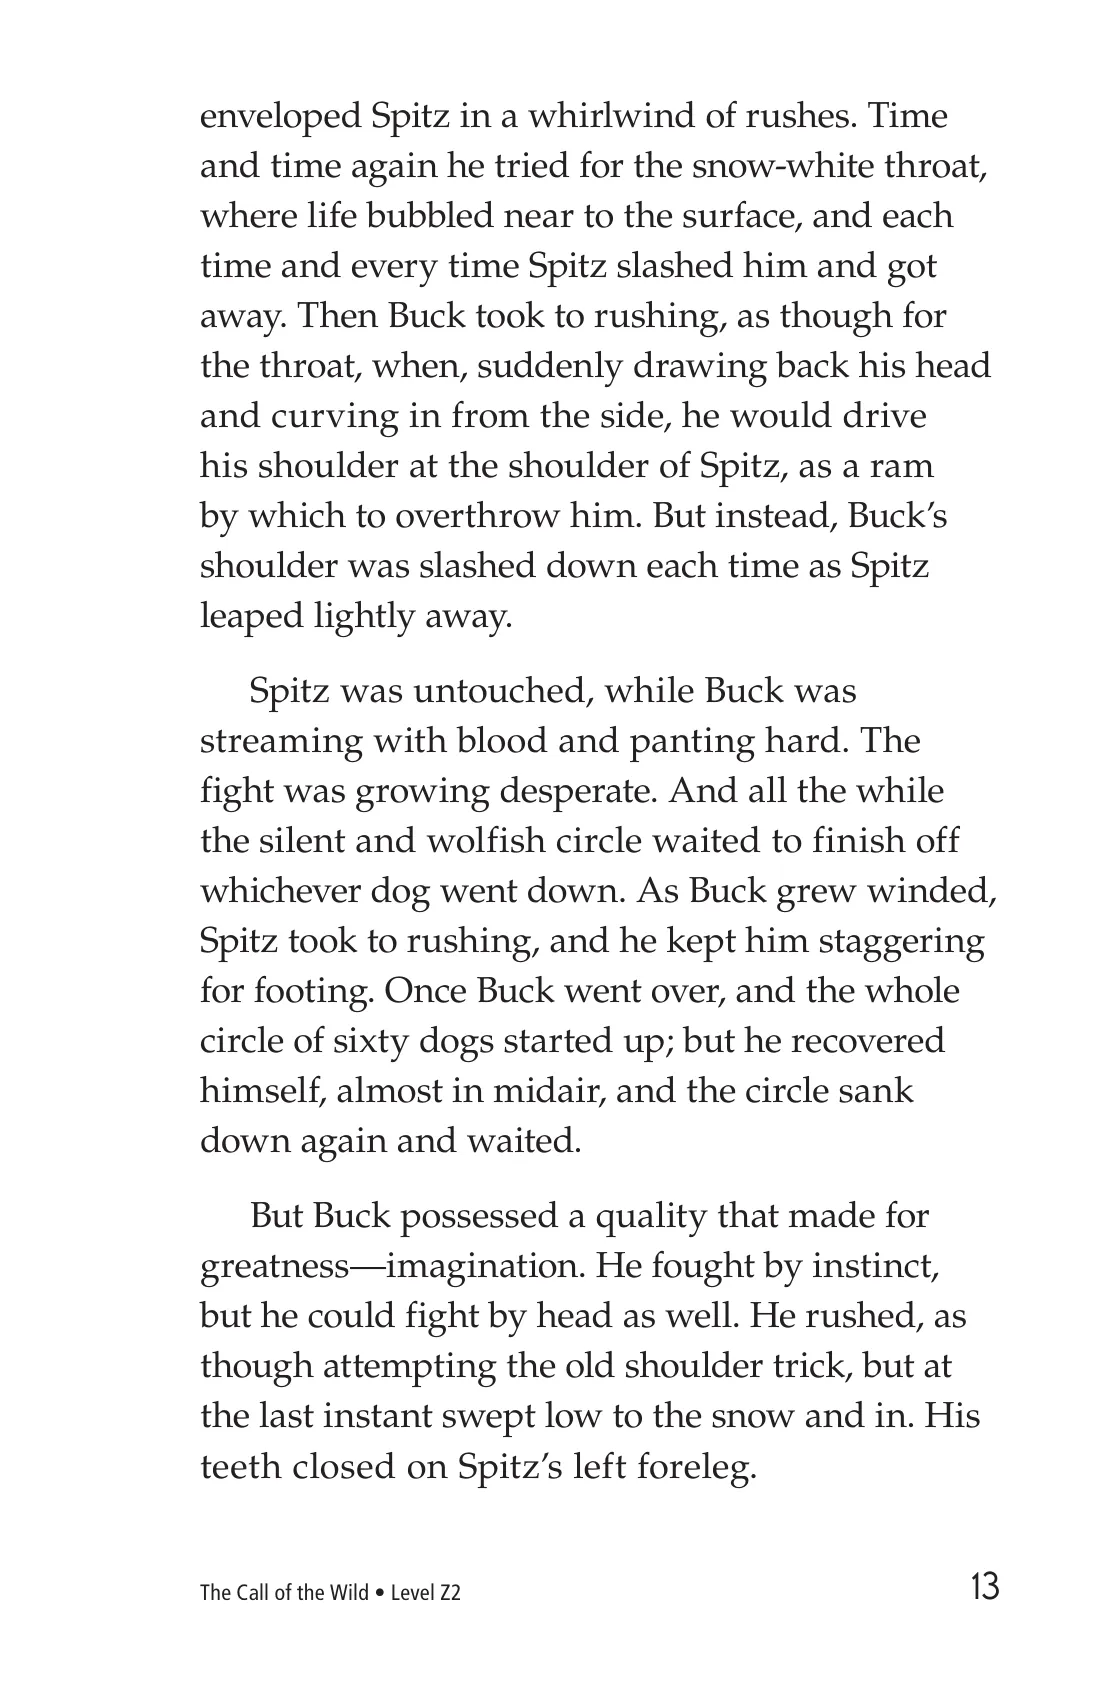 enveloped Spitz in a whirlwind of rushes. Time
and time again he tried for the snow-white throat,
where life bubbled near to the surface, and each
time and every time Spitz slashed him and got
away. Then Buck took to rushing, as though for
the throat, when, suddenly drawing back his head
and curving in from the side, he would drive
his shoulder at the shoulder of Spitz, as a ram
by which to overthrow him. But instead, Buck’s
shoulder was slashed down each time as Spitz
leaped lightly away.
Spitz was untouched, while Buck was
streaming with blood and panting hard. The
fight was growing desperate. And all the while
the silent and wolfish circle waited to finish off
whichever dog went down. As Buck grew winded,
Spitz took to rushing, and he kept him staggering
for footing. Once Buck went over, and the whole
circle of sixty dogs started up; but he recovered
himself, almost in midair, and the circle sank
down again and waited.
But Buck possessed a quality that made for
greatness—imagination. He fought by instinct,
but he could fight by head as well. He rushed, as
though attempting the old shoulder trick, but at
the last instant swept low to the snow and in. His
teeth closed on Spitz’s left foreleg.
The Call of the Wild • Level Z2
13